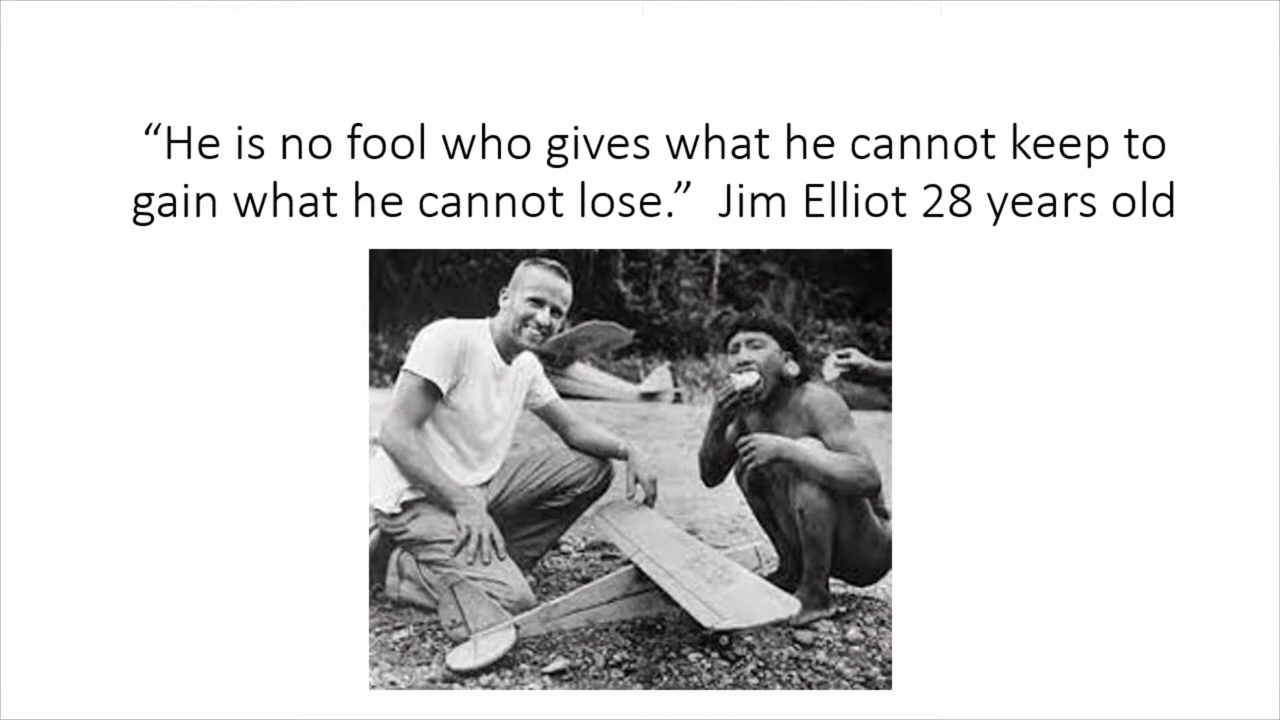 “He is no fool who gives what he cannot keep to
gain what he cannot lose.”  Jim Elliot 28 years old